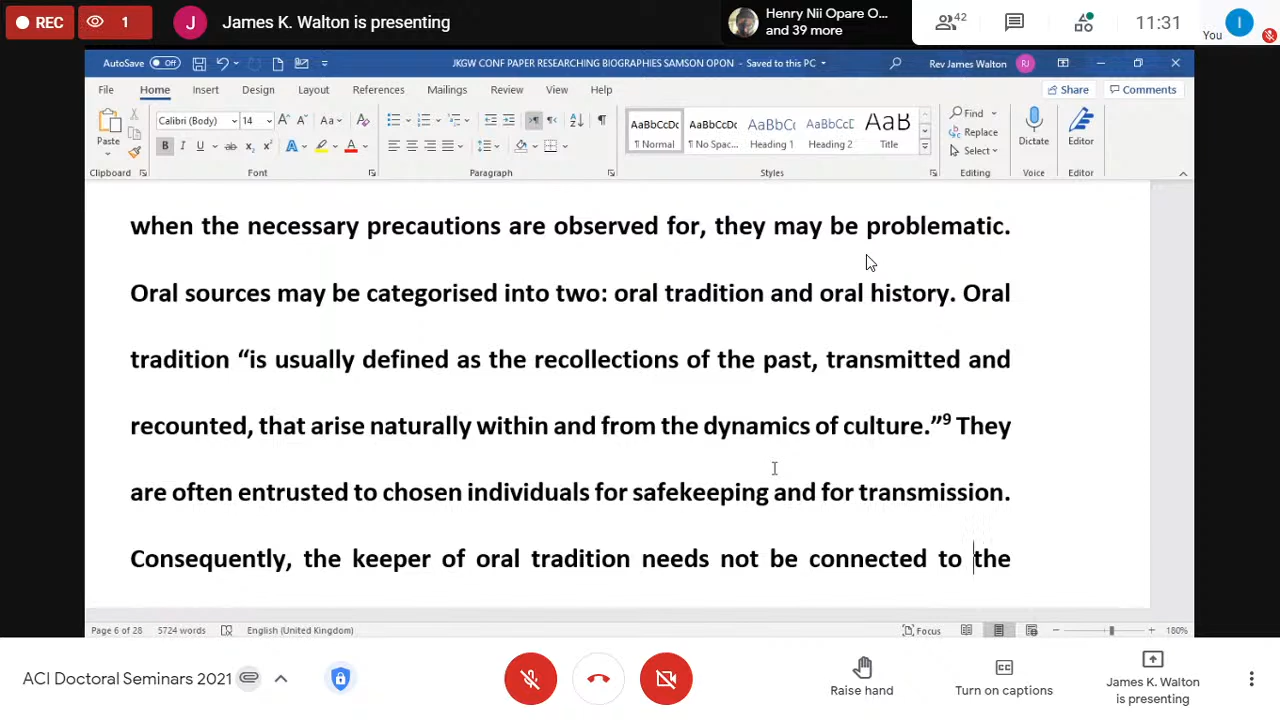 REC
1
J
James K. Walton is presenting
Henry Nii Opare O...
and 39 more
42
11:31
You
I
AutoSave Off
JKGW CONF PAPER RESEARCHING BIOGRAPHIES SAMSON OPON - Saved to this PC
Rev James Walton RJ
File Home Insert Design Layout References Mailings Review View Help
Share Comments
Calibri (Body) 14
Paste
Clipboard Font Paragraph Styles Editing Voice Editor
AaBbCcDc AaBbCcDc AaBbCc AaBbCcD AaB
¶ Normal ¶ No Spac... Heading 1 Heading 2 Title
Find
Replace
Select
Dictate
Editor
when the necessary precautions are observed for, they may be problematic.
Oral sources may be categorised into two: oral tradition and oral history. Oral
tradition “is usually defined as the recollections of the past, transmitted and
recounted, that arise naturally within and from the dynamics of culture.”9 They
are often entrusted to chosen individuals for safekeeping and for transmission.
Consequently, the keeper of oral tradition needs not be connected to the
Page 6 of 28 5724 words English (United Kingdom) Focus 180%
ACI Doctoral Seminars 2021
Raise hand
Turn on captions
James K. Walton
is presenting